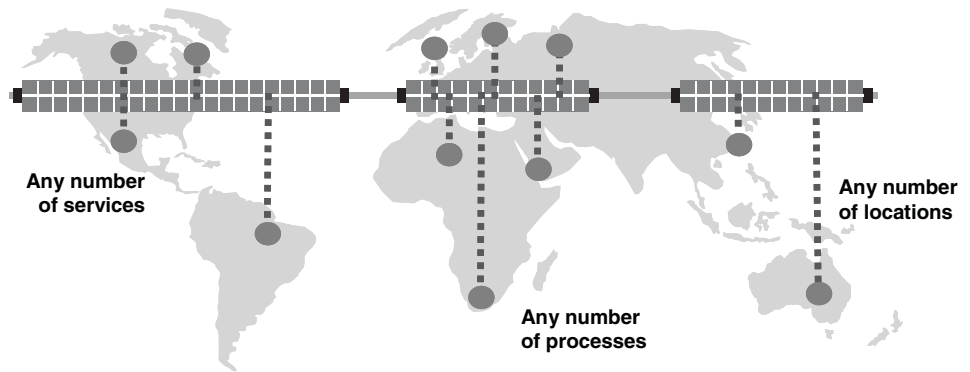 Any number
of services
Any number
of locations
Any number
of processes